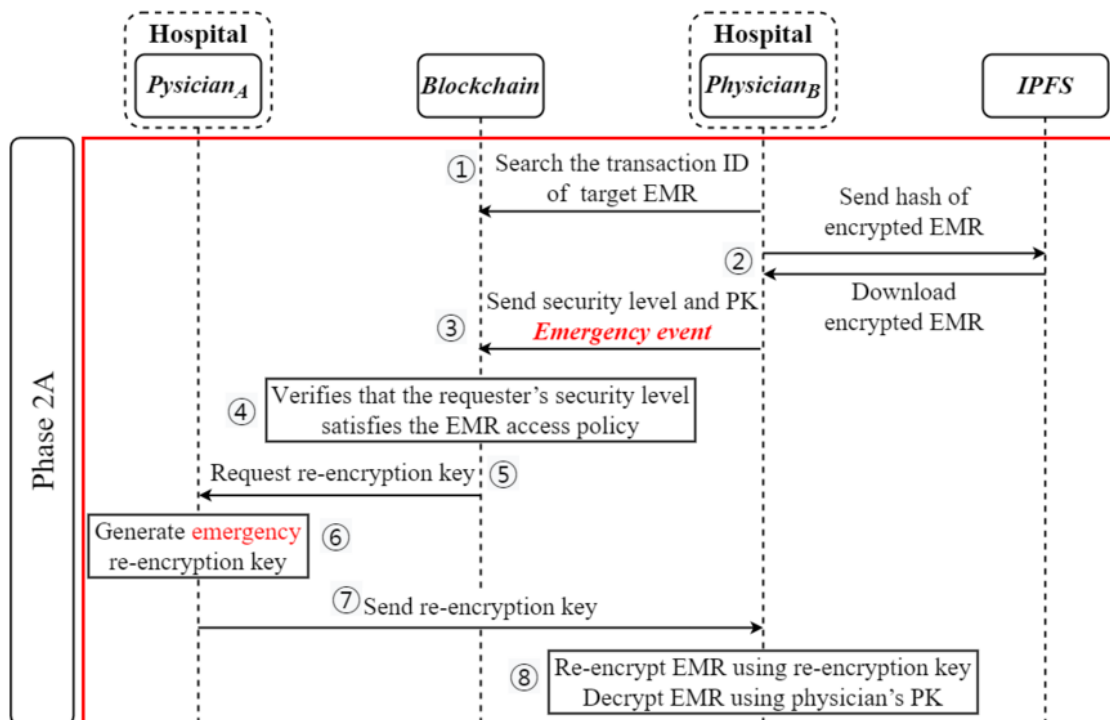 Hospital
Pysician_A
Blockchain
Hospital
Physician_B
IPFS
Phase 2A
① Search the transaction ID
of target EMR
Send hash of
encrypted EMR
②
Download
encrypted EMR
Send security level and PK
③ Emergency event
④ Verifies that the requester's security level
satisfies the EMR access policy
Request re-encryption key ⑤
Generate emergency ⑥
re-encryption key
⑦ Send re-encryption key
⑧ Re-encrypt EMR using re-encryption key
Decrypt EMR using physician's PK